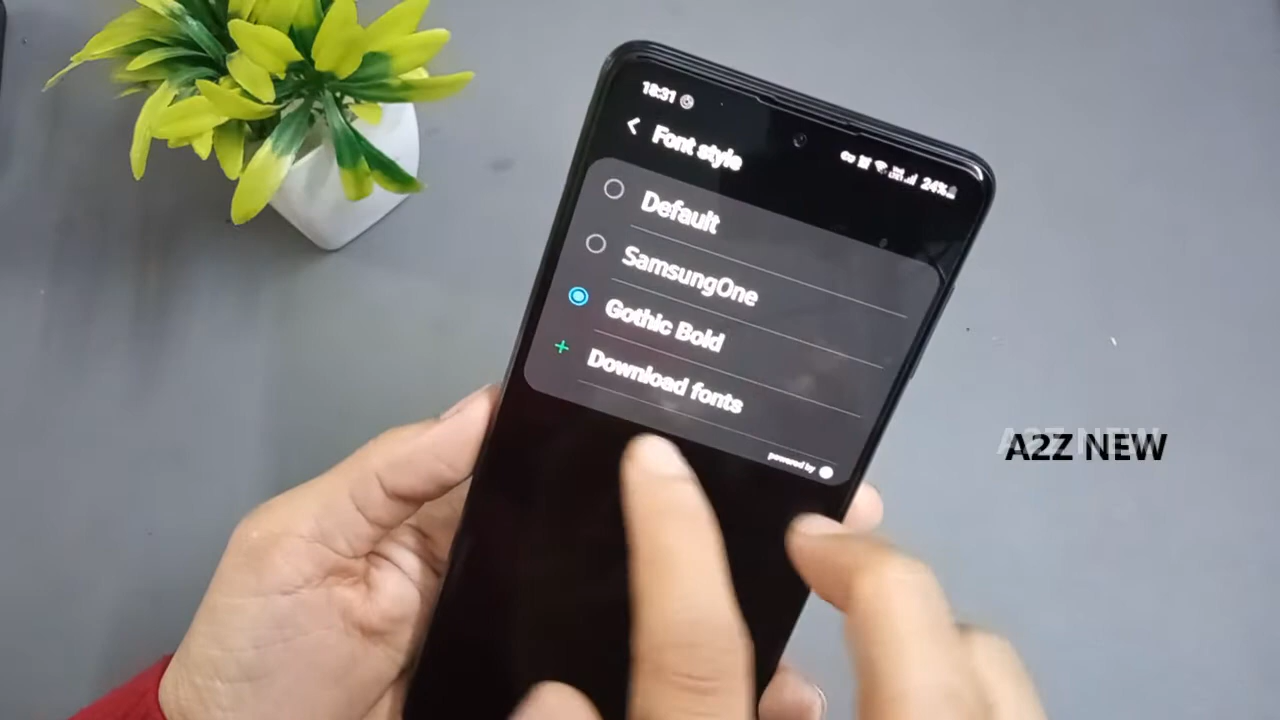 18:31
24%
Font style
Default
SamsungOne
Gothic Bold
Download fonts
powered by
A2Z NEW